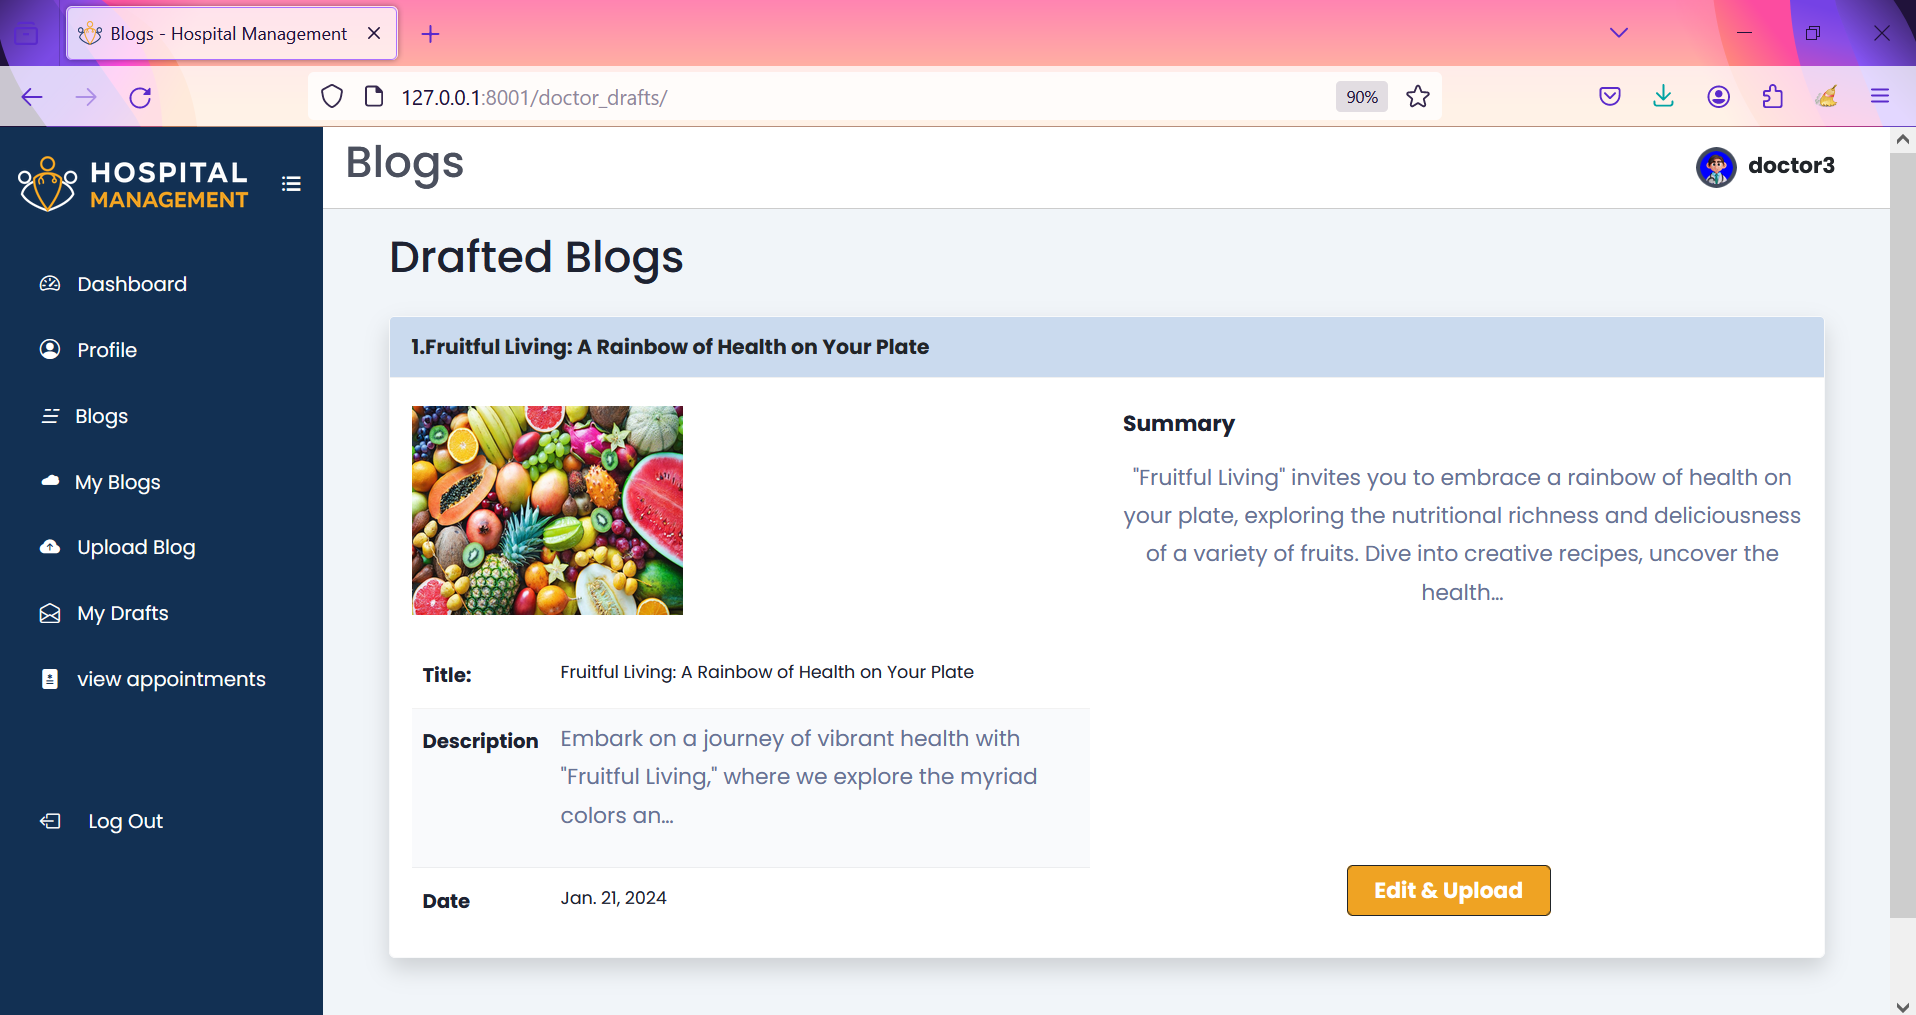 Blogs - Hospital Management
127.0.0.1:8001/doctor_drafts/
90%
HOSPITAL
MANAGEMENT
Dashboard
Profile
Blogs
My Blogs
Upload Blog
My Drafts
view appointments
Log Out
Blogs
doctor3
Drafted Blogs
1.Fruitful Living: A Rainbow of Health on Your Plate
Summary
"Fruitful Living" invites you to embrace a rainbow of health on
your plate, exploring the nutritional richness and deliciousness
of a variety of fruits. Dive into creative recipes, uncover the
health...
Title:
Fruitful Living: A Rainbow of Health on Your Plate
Description
Embark on a journey of vibrant health with
"Fruitful Living," where we explore the myriad
colors an...
Date
Jan. 21, 2024
Edit & Upload